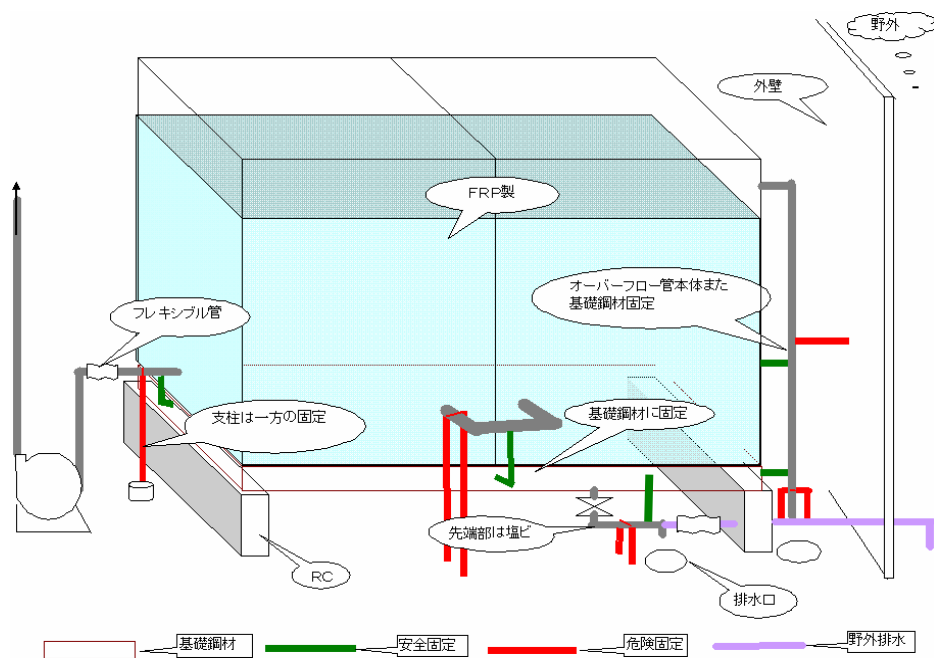 野外
外壁
FRP製
オーバーフロー管本体また
基礎鋼材固定
フレキシブル管
支柱は一方の固定
基礎鋼材に固定
先端部は塩ビ
RC
排水口
基礎鋼材
安全固定
危険固定
野外排水